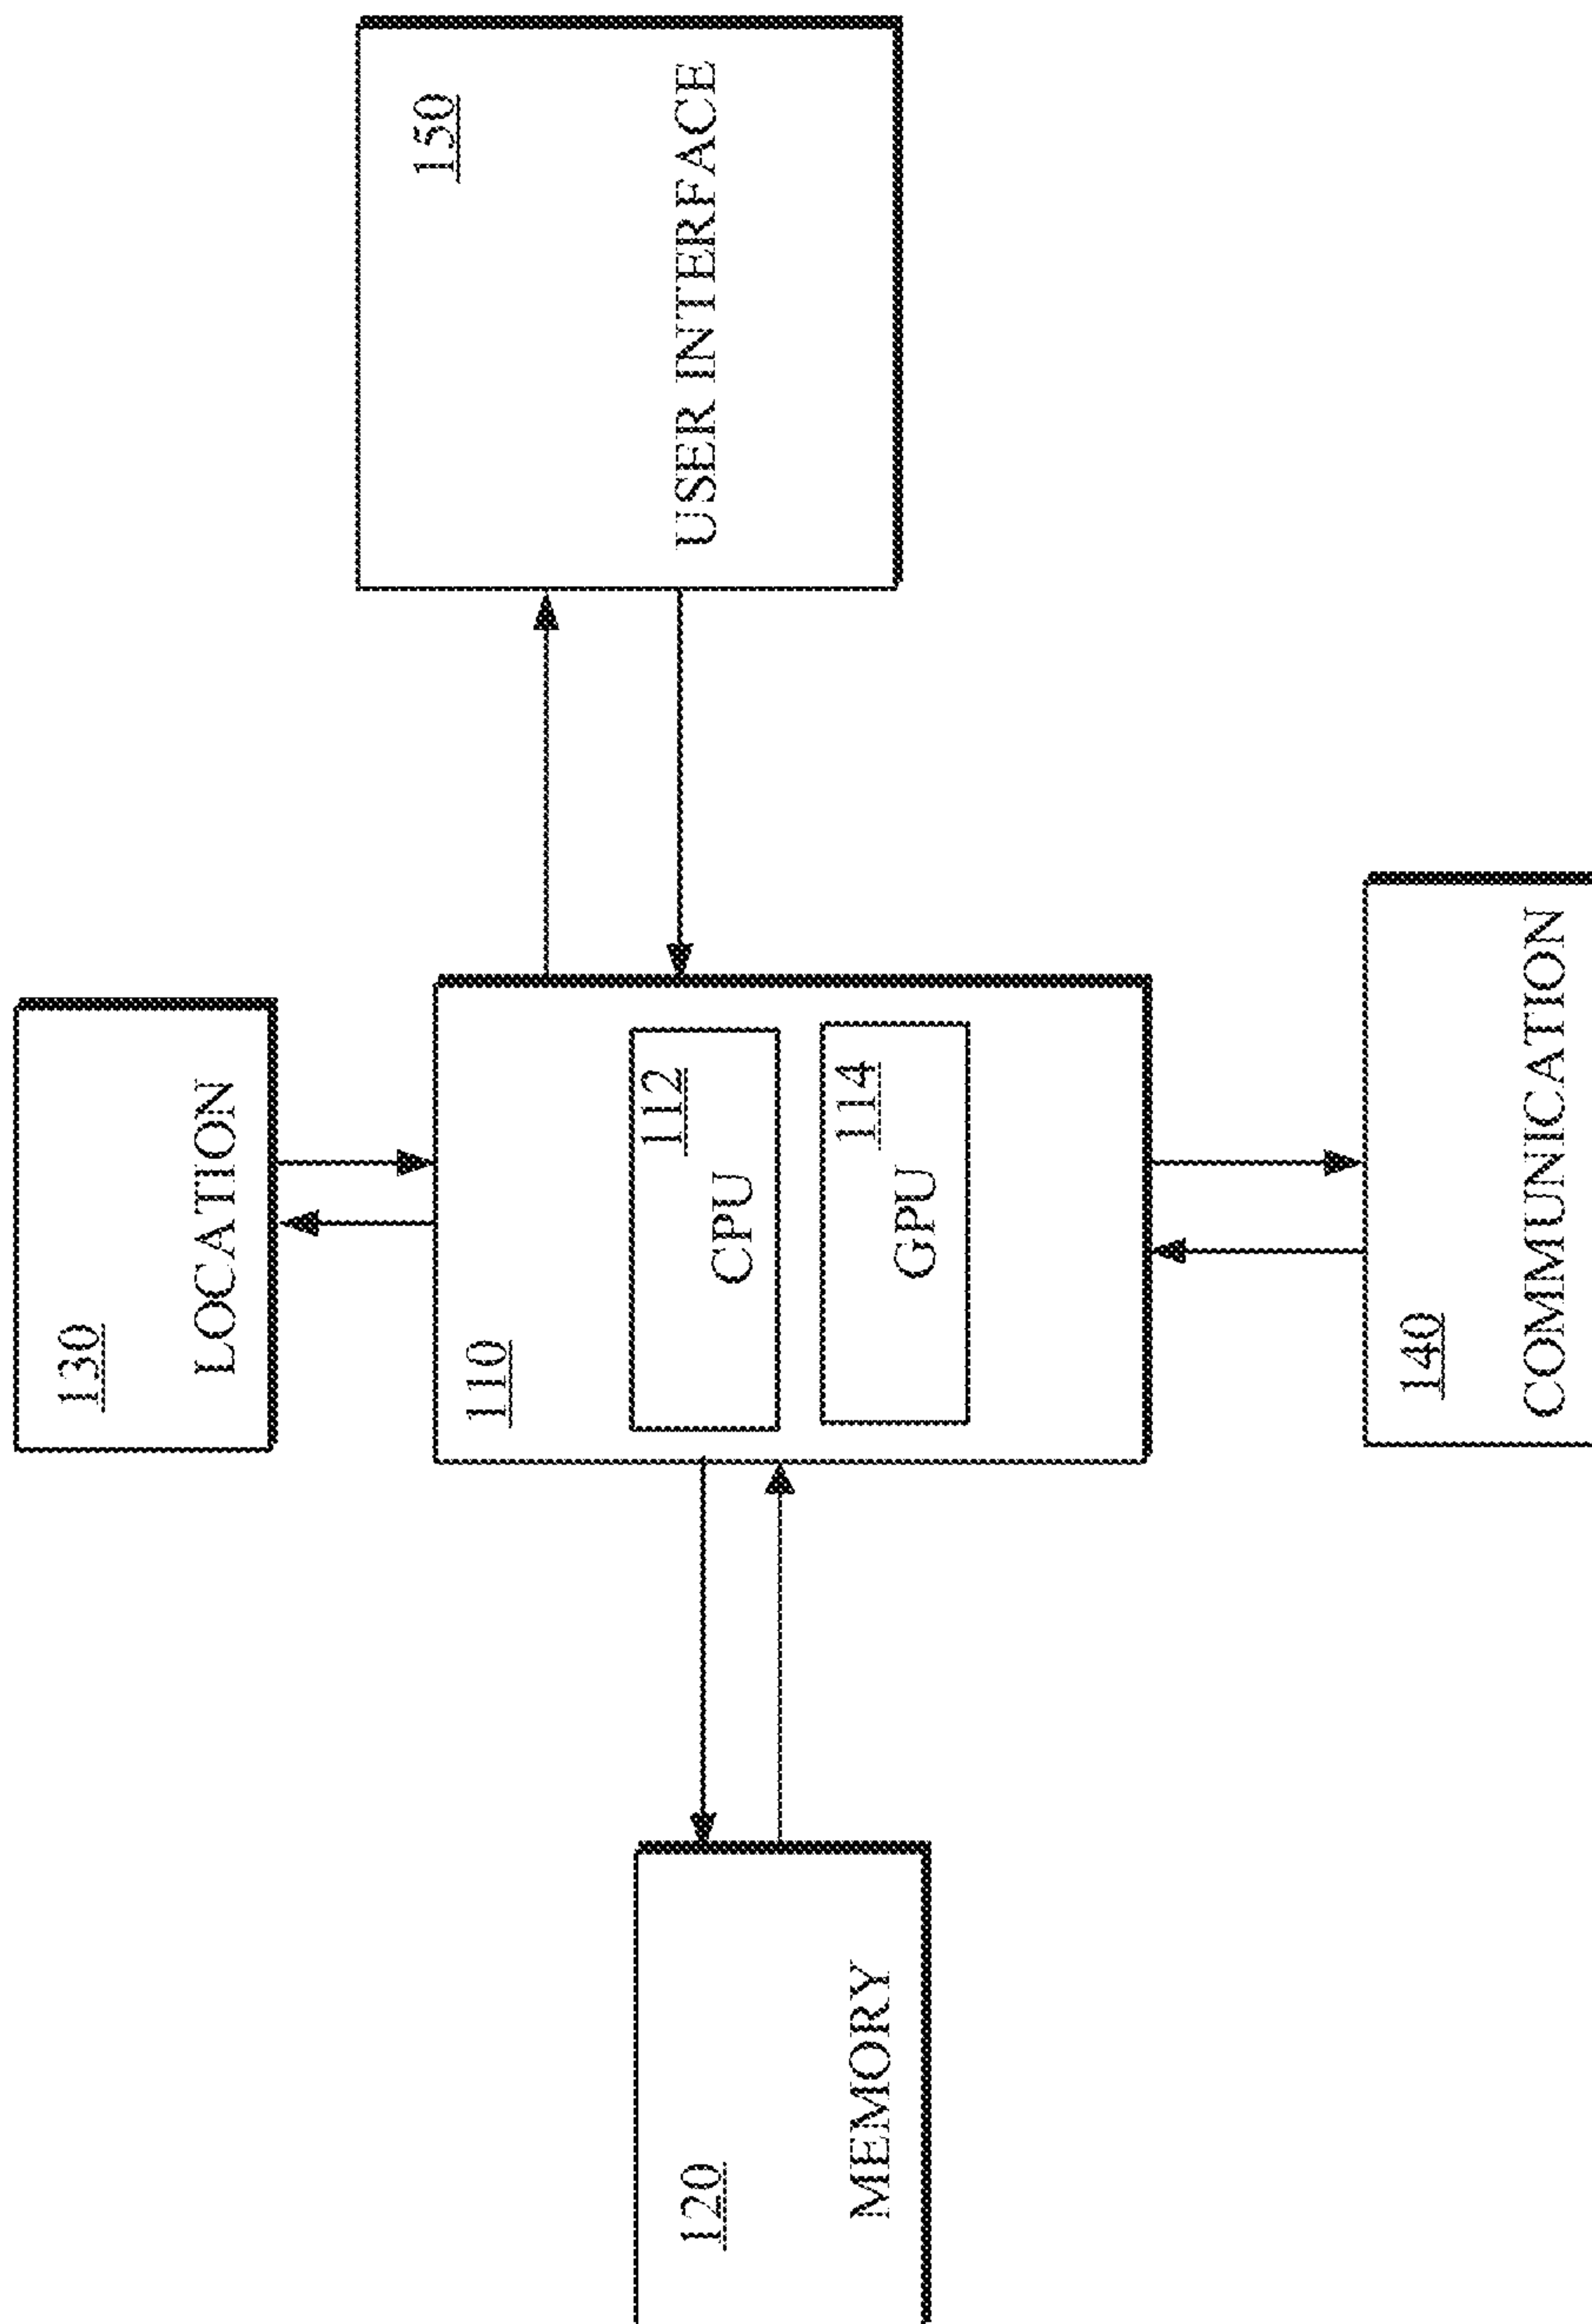 130
LOCATION
120
MEMORY
110
112
CPU
114
GPU
150
USER INTERFACE
140
COMMUNICATION